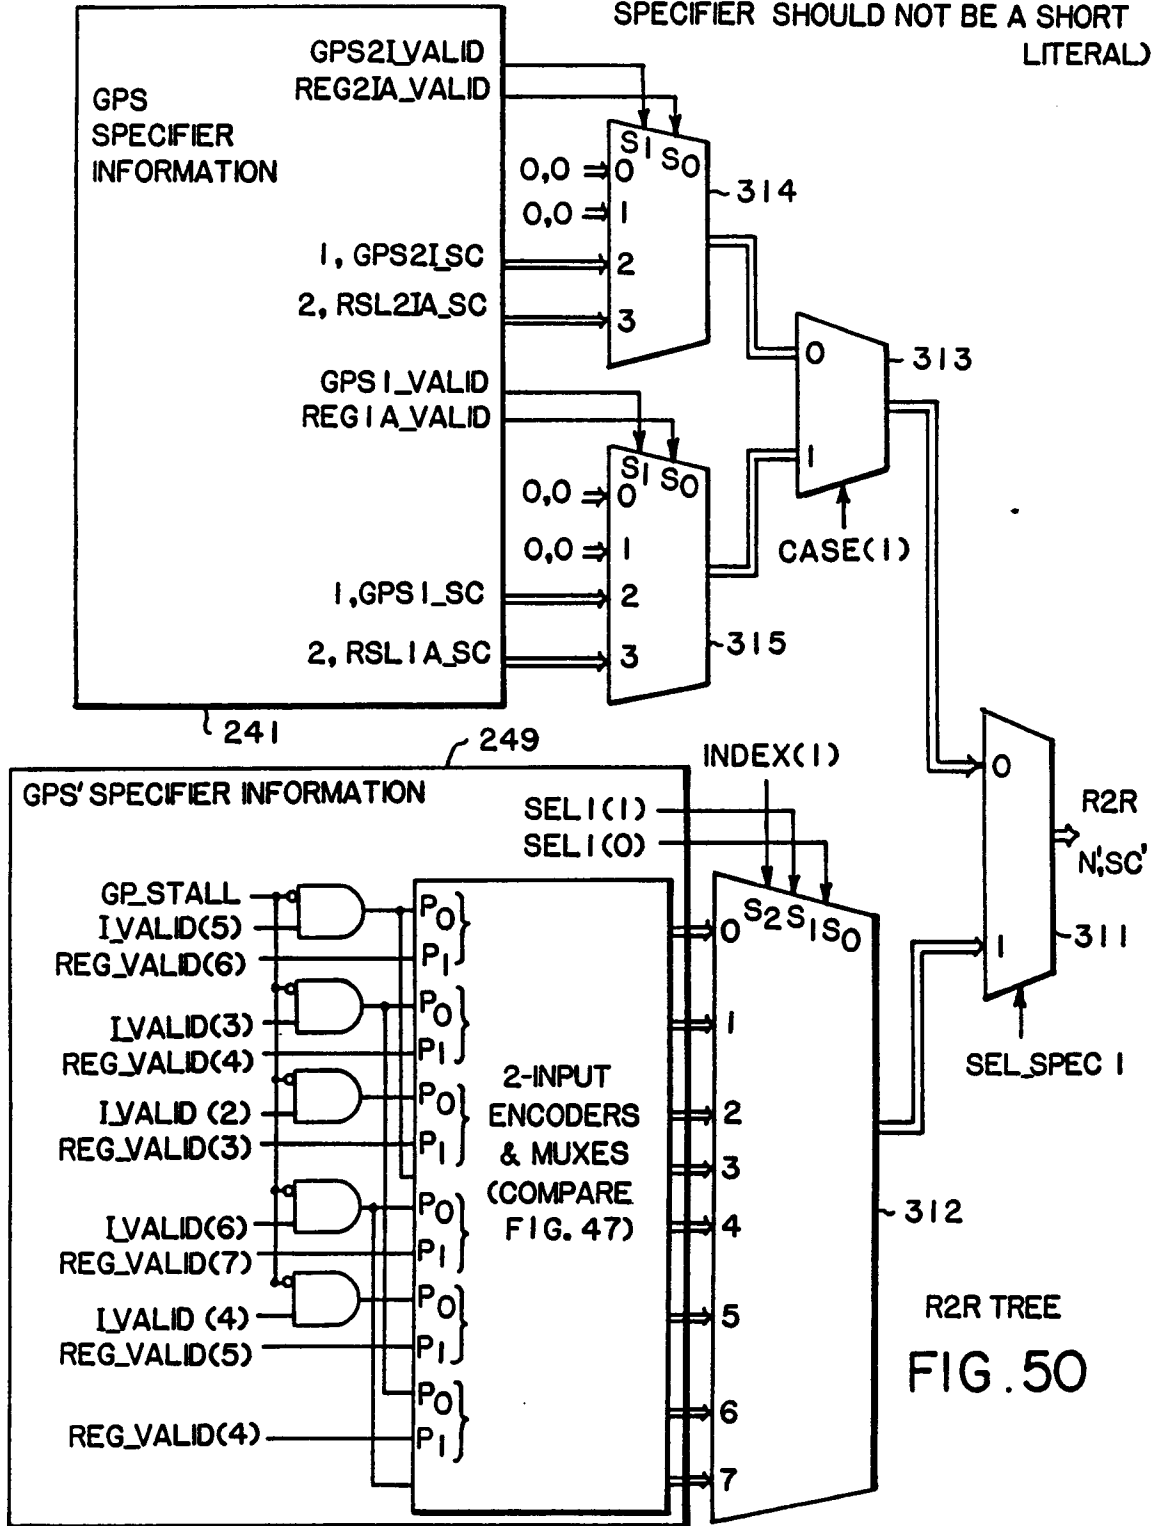 SPECIFIER SHOULD NOT BE A SHORT
LITERAL)
GPS
SPECIFIER
INFORMATION
GPS2I_VALID
REG2IA_VALID
S1 S0
0,0
0
0,0
1
1, GPS2I_SC
2
2, RSL2IA_SC
3
314
GPS1_VALID
REG1A_VALID
S1 S0
0,0
0
0,0
1
1,GPS1_SC
2
2, RSL1A_SC
3
315
0
1
313
CASE(1)
241
249
GPS' SPECIFIER INFORMATION
INDEX(1)
SEL1(1)
SEL1(0)
S2 S1 S0
GP_STALL
I_VALID(5)
REG_VALID(6)
I_VALID(3)
REG_VALID(4)
I_VALID (2)
REG_VALID(3)
I_VALID(6)
REG_VALID(7)
I_VALID (4)
REG_VALID(5)
REG_VALID(4)
P0
P1
P0
P1
P0
P1
P0
P1
P0
P1
P0
P1
2-INPUT
ENCODERS
& MUXES
(COMPARE
FIG. 47)
0
1
2
3
4
5
6
7
312
0
1
R2R
N',SC'
311
SEL_SPEC 1
R2R TREE
FIG. 50